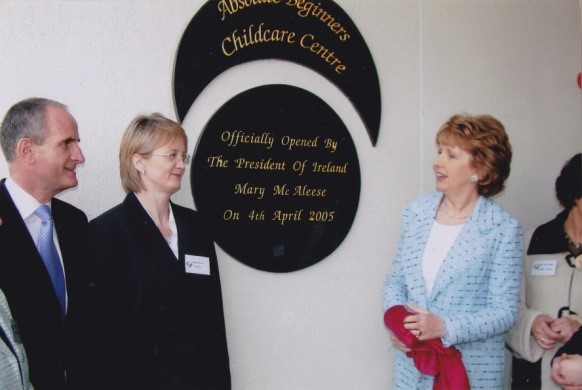 Absolute Beginners
Childcare Centre
Officially Opened By
The President Of Ireland
Mary McAleese
On 4th April 2005